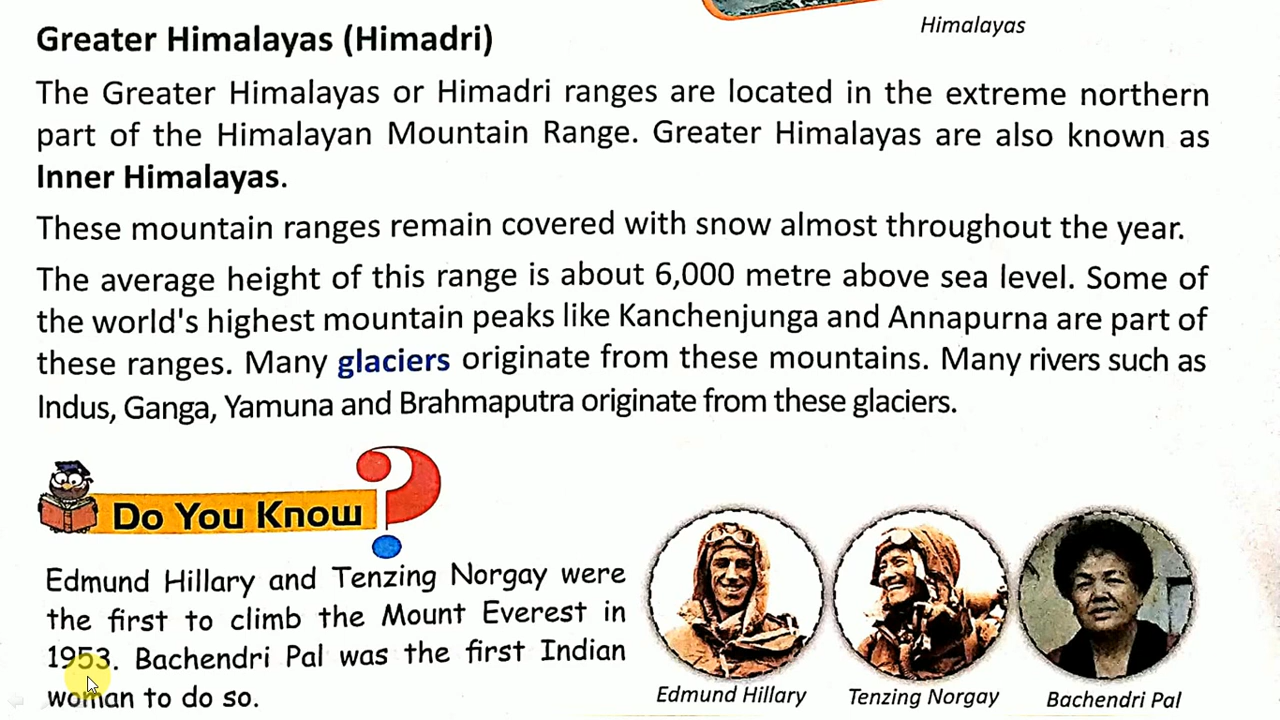 Himalayas
Greater Himalayas (Himadri)
The Greater Himalayas or Himadri ranges are located in the extreme northern
part of the Himalayan Mountain Range. Greater Himalayas are also known as
Inner Himalayas.
These mountain ranges remain covered with snow almost throughout the year.
The average height of this range is about 6,000 metre above sea level. Some of
the world's highest mountain peaks like Kanchenjunga and Annapurna are part of
these ranges. Many glaciers originate from these mountains. Many rivers such as
Indus, Ganga, Yamuna and Brahmaputra originate from these glaciers.
Do You Know ?
Edmund Hillary and Tenzing Norgay were
the first to climb the Mount Everest in
1953. Bachendri Pal was the first Indian
woman to do so.
Edmund Hillary
Tenzing Norgay
Bachendri Pal